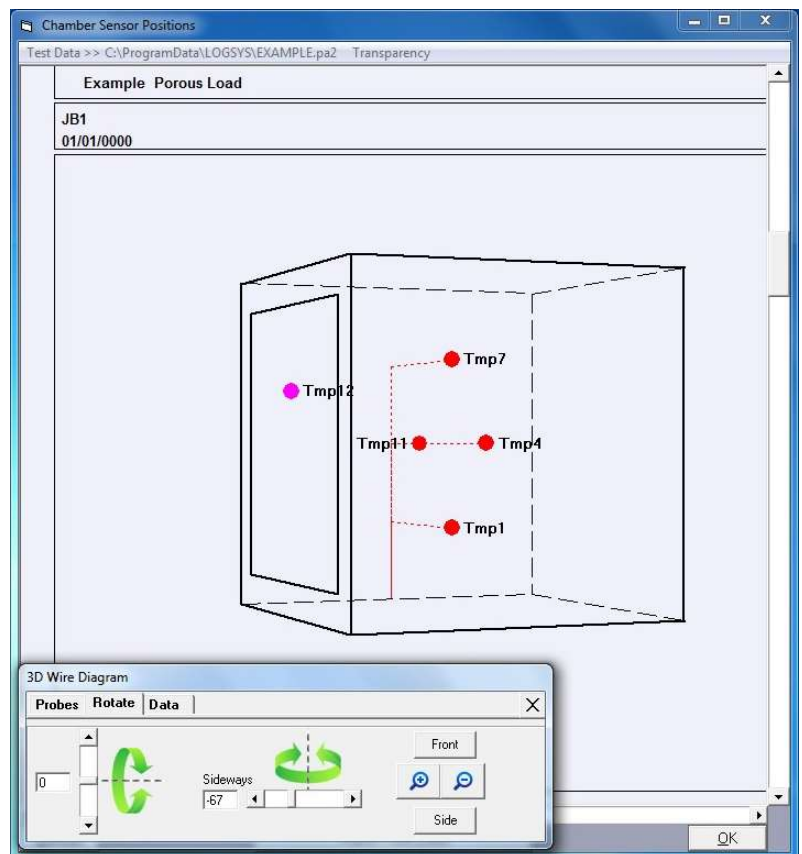 Chamber Sensor Positions
Test Data >> C:\ProgramData\LOGSYS\EXAMPLE.pa2 Transparency
Example Porous Load
JB1
01/01/0000
Tmp7
Tmp12
Tmp11 Tmp4
Tmp1
3D Wire Diagram
Probes Rotate Data
Front
0
Sideways
-67
Side
OK